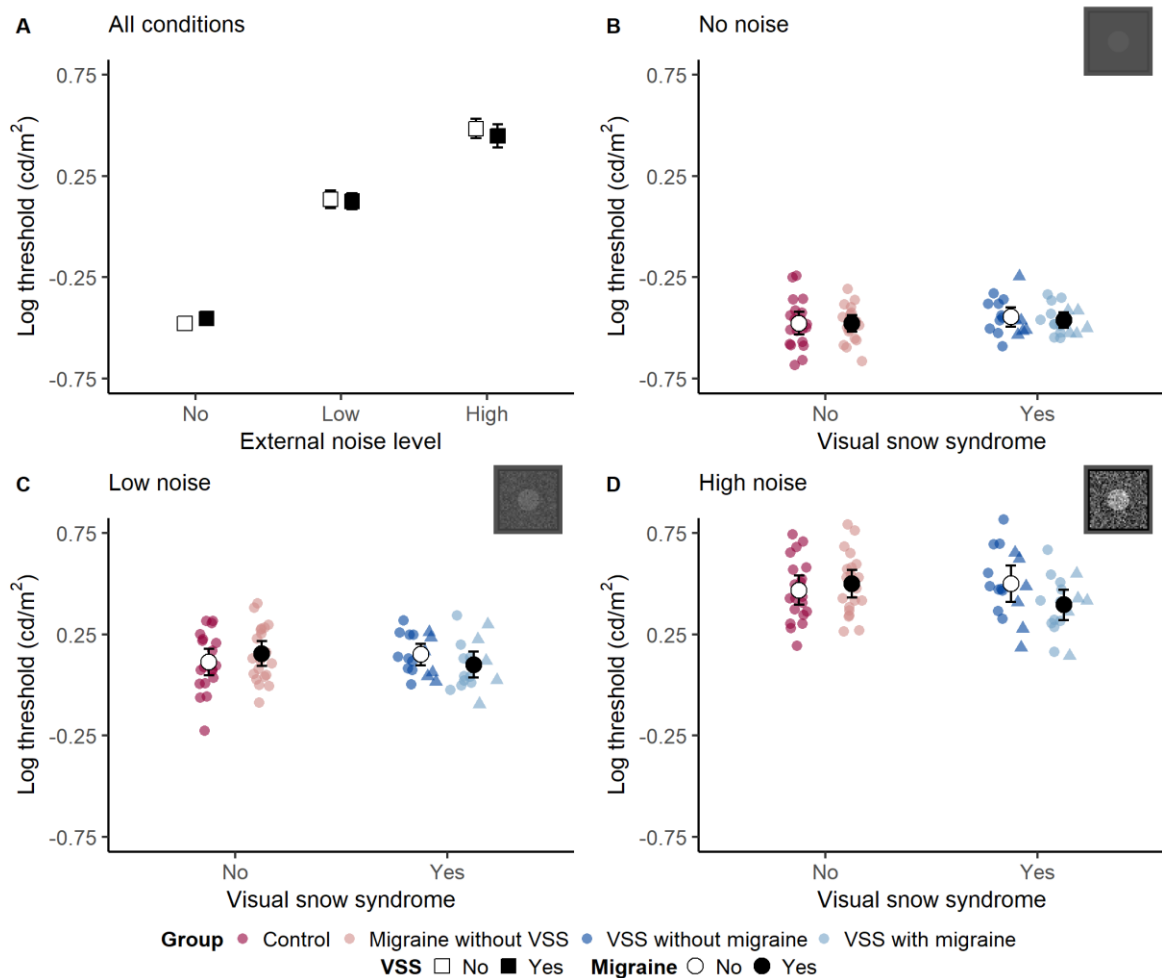 A All conditions
Log threshold (cd/m²)
0.75
0.25
-0.25
-0.75
No Low High
External noise level
B No noise
Log threshold (cd/m²)
0.75
0.25
-0.25
-0.75
No Yes
Visual snow syndrome
C Low noise
Log threshold (cd/m²)
0.75
0.25
-0.25
-0.75
No Yes
Visual snow syndrome
D High noise
Log threshold (cd/m²)
0.75
0.25
-0.25
-0.75
No Yes
Visual snow syndrome
Group Control Migraine without VSS VSS without migraine VSS with migraine
VSS No Yes Migraine No Yes